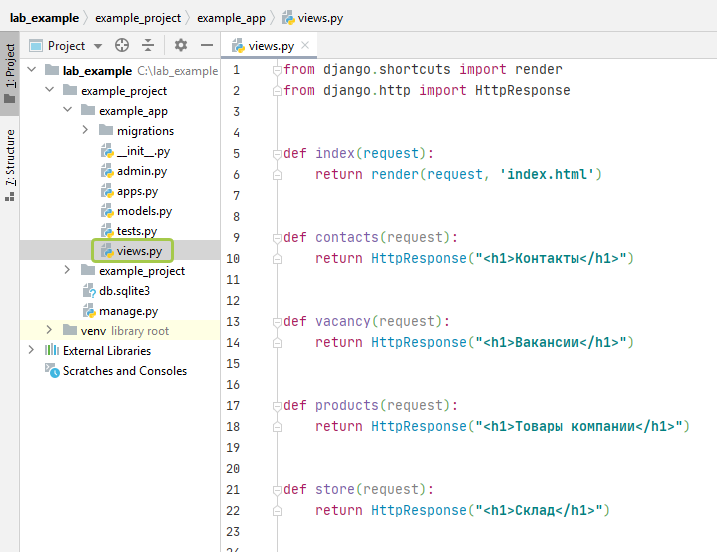 lab_example example_project example_app views.py
Project
views.py
1: Project
7: Structure
lab_example C:\lab_example
example_project
example_app
migrations
__init__.py
admin.py
apps.py
models.py
tests.py
views.py
example_project
db.sqlite3
manage.py
venv library root
External Libraries
Scratches and Consoles
1 from django.shortcuts import render
2 from django.http import HttpResponse
3
4
5 def index(request):
6 return render(request, 'index.html')
7
8
9 def contacts(request):
10 return HttpResponse("<h1>Контакты</h1>")
11
12
13 def vacancy(request):
14 return HttpResponse("<h1>Вакансии</h1>")
15
16
17 def products(request):
18 return HttpResponse("<h1>Товары компании</h1>")
19
20
21 def store(request):
22 return HttpResponse("<h1>Склад</h1>")
23